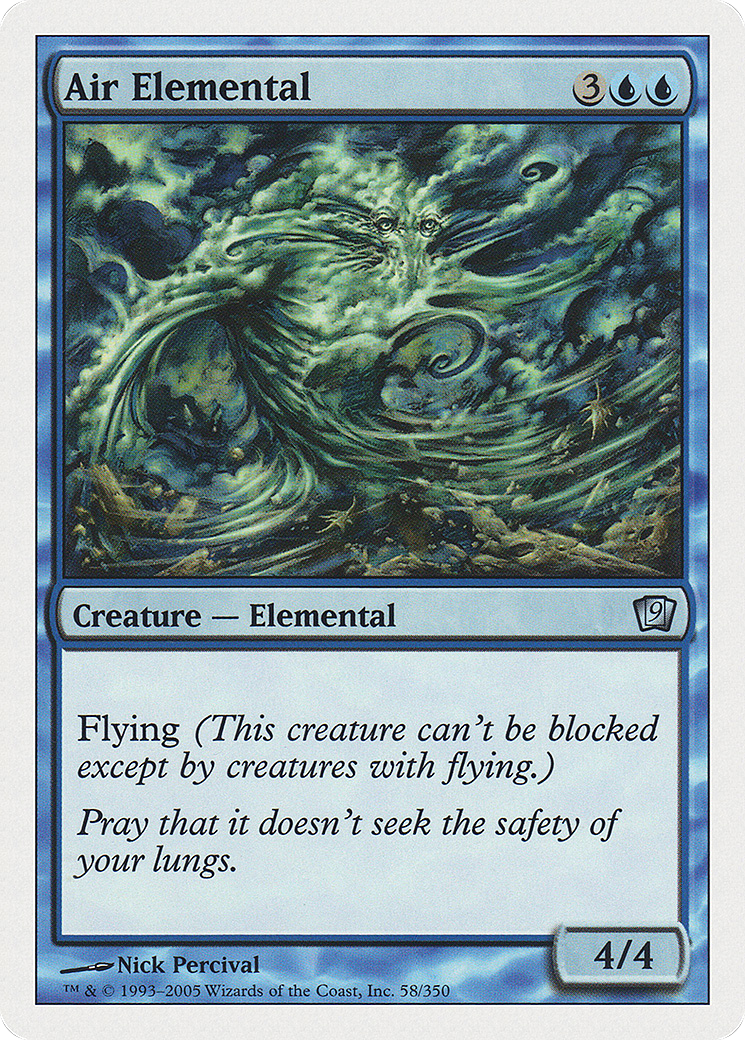 Air Elemental 3
Creature — Elemental 9
Flying (This creature can't be blocked
except by creatures with flying.)
Pray that it doesn't seek the safety of
your lungs.
4/4
Nick Percival
™ & © 1993–2005 Wizards of the Coast, Inc. 58/350